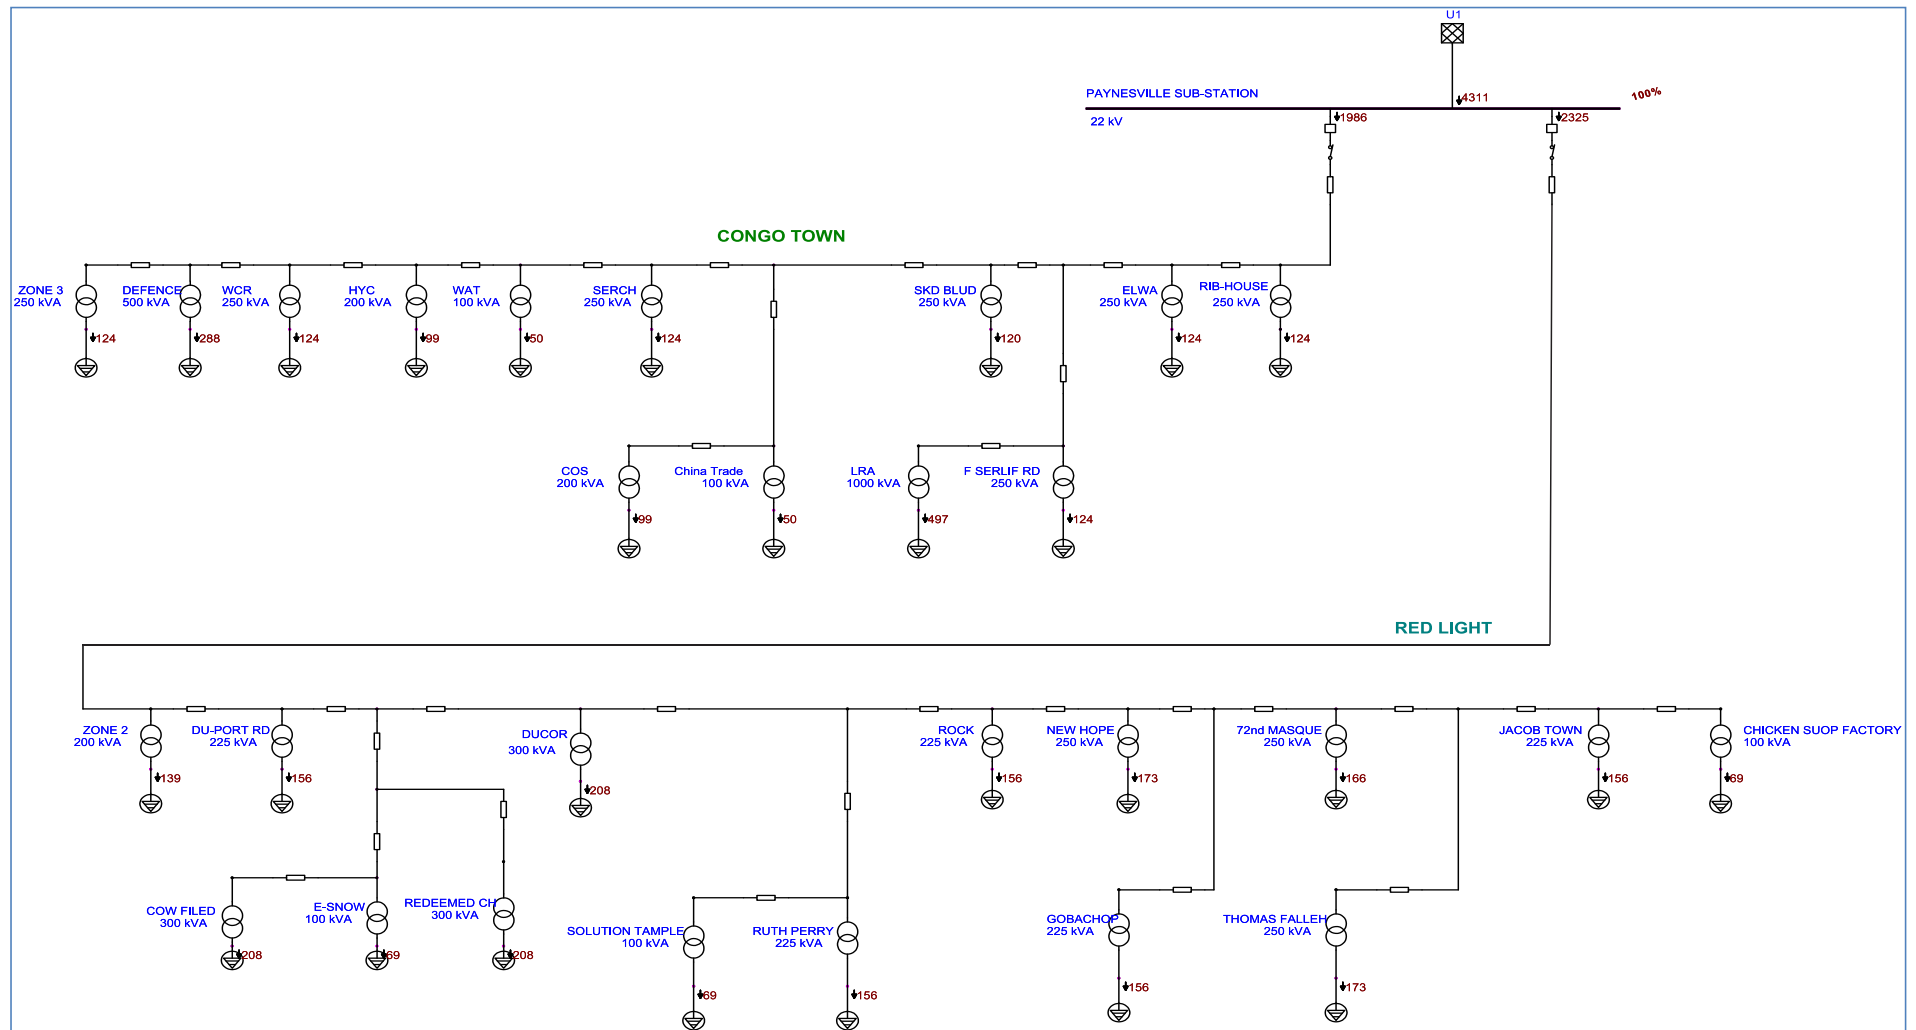 U1
PAYNESVILLE SUB-STATION
4311
100%
22 kV
1986
2325
CONGO TOWN
ZONE 3
250 kVA
124
DEFENCE
500 kVA
288
WCR
250 kVA
124
HYC
200 kVA
99
WAT
100 kVA
50
SERCH
250 kVA
124
SKD BLUD
250 kVA
120
ELWA
250 kVA
124
RIB-HOUSE
250 kVA
124
COS
200 kVA
99
China Trade
100 kVA
50
LRA
1000 kVA
497
F SERLIF RD
250 kVA
124
RED LIGHT
ZONE 2
200 kVA
139
DU-PORT RD
225 kVA
156
DUCOR
300 kVA
208
ROCK
225 kVA
156
NEW HOPE
250 kVA
173
72nd MASQUE
250 kVA
166
JACOB TOWN
225 kVA
156
CHICKEN SUOP FACTORY
100 kVA
69
COW FILED
300 kVA
208
E-SNOW
100 kVA
69
REDEEMED CH
300 kVA
208
SOLUTION TAMPLE
100 kVA
69
RUTH PERRY
225 kVA
156
GOBACHOP
225 kVA
156
THOMAS FALLEH
250 kVA
173